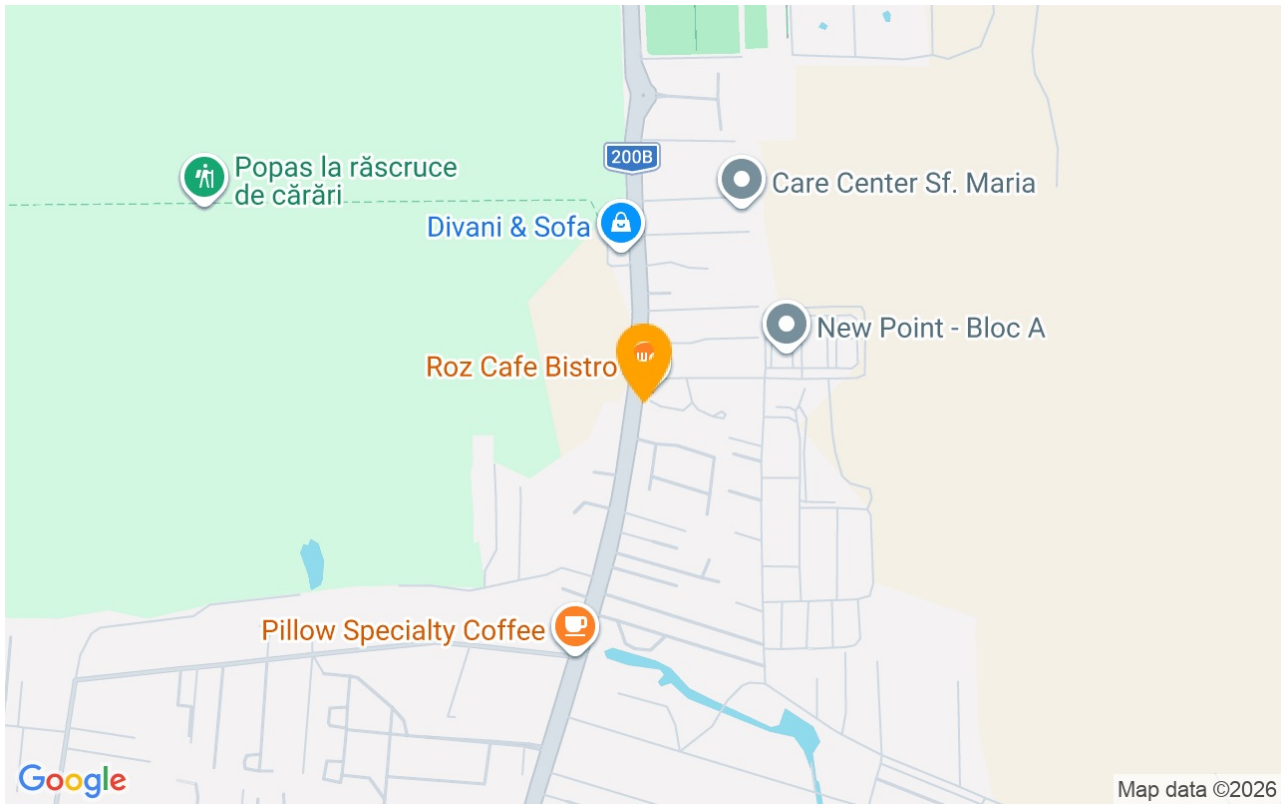 200B
Popas la răscruce
de cărări
Care Center Sf. Maria
Divani & Sofa
New Point - Bloc A
Roz Cafe Bistro
Pillow Specialty Coffee
Google
Map data ©2026